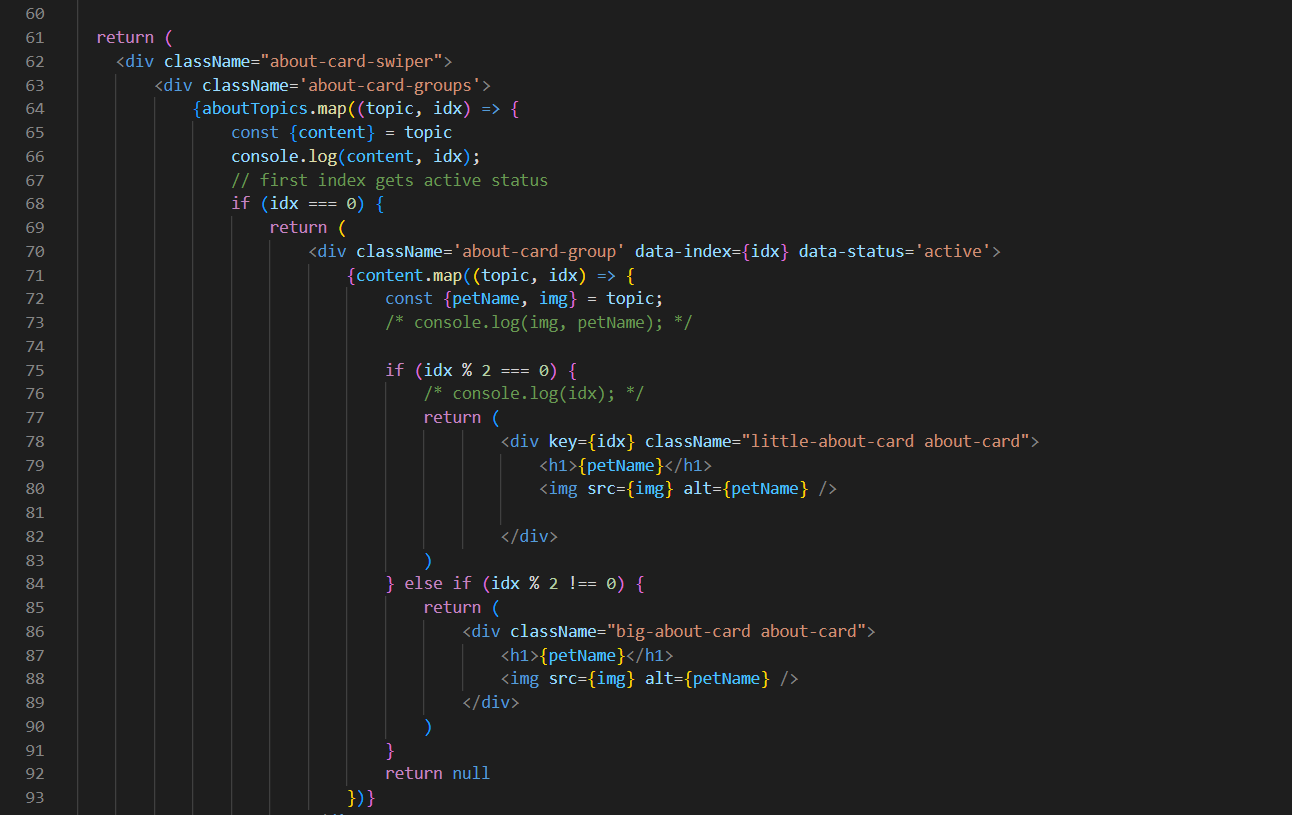 60
61 return (
62 <div className="about-card-swiper">
63 <div className='about-card-groups'>
64 {aboutTopics.map((topic, idx) => {
65 const {content} = topic
66 console.log(content, idx);
67 // first index gets active status
68 if (idx === 0) {
69 return (
70 <div className='about-card-group' data-index={idx} data-status='active'>
71 {content.map((topic, idx) => {
72 const {petName, img} = topic;
73 /* console.log(img, petName); */
74
75 if (idx % 2 === 0) {
76 /* console.log(idx); */
77 return (
78 <div key={idx} className="little-about-card about-card">
79 <h1>{petName}</h1>
80 <img src={img} alt={petName} />
81
82 </div>
83 )
84 } else if (idx % 2 !== 0) {
85 return (
86 <div className="big-about-card about-card">
87 <h1>{petName}</h1>
88 <img src={img} alt={petName} />
89 </div>
90 )
91 }
92 return null
93 })}